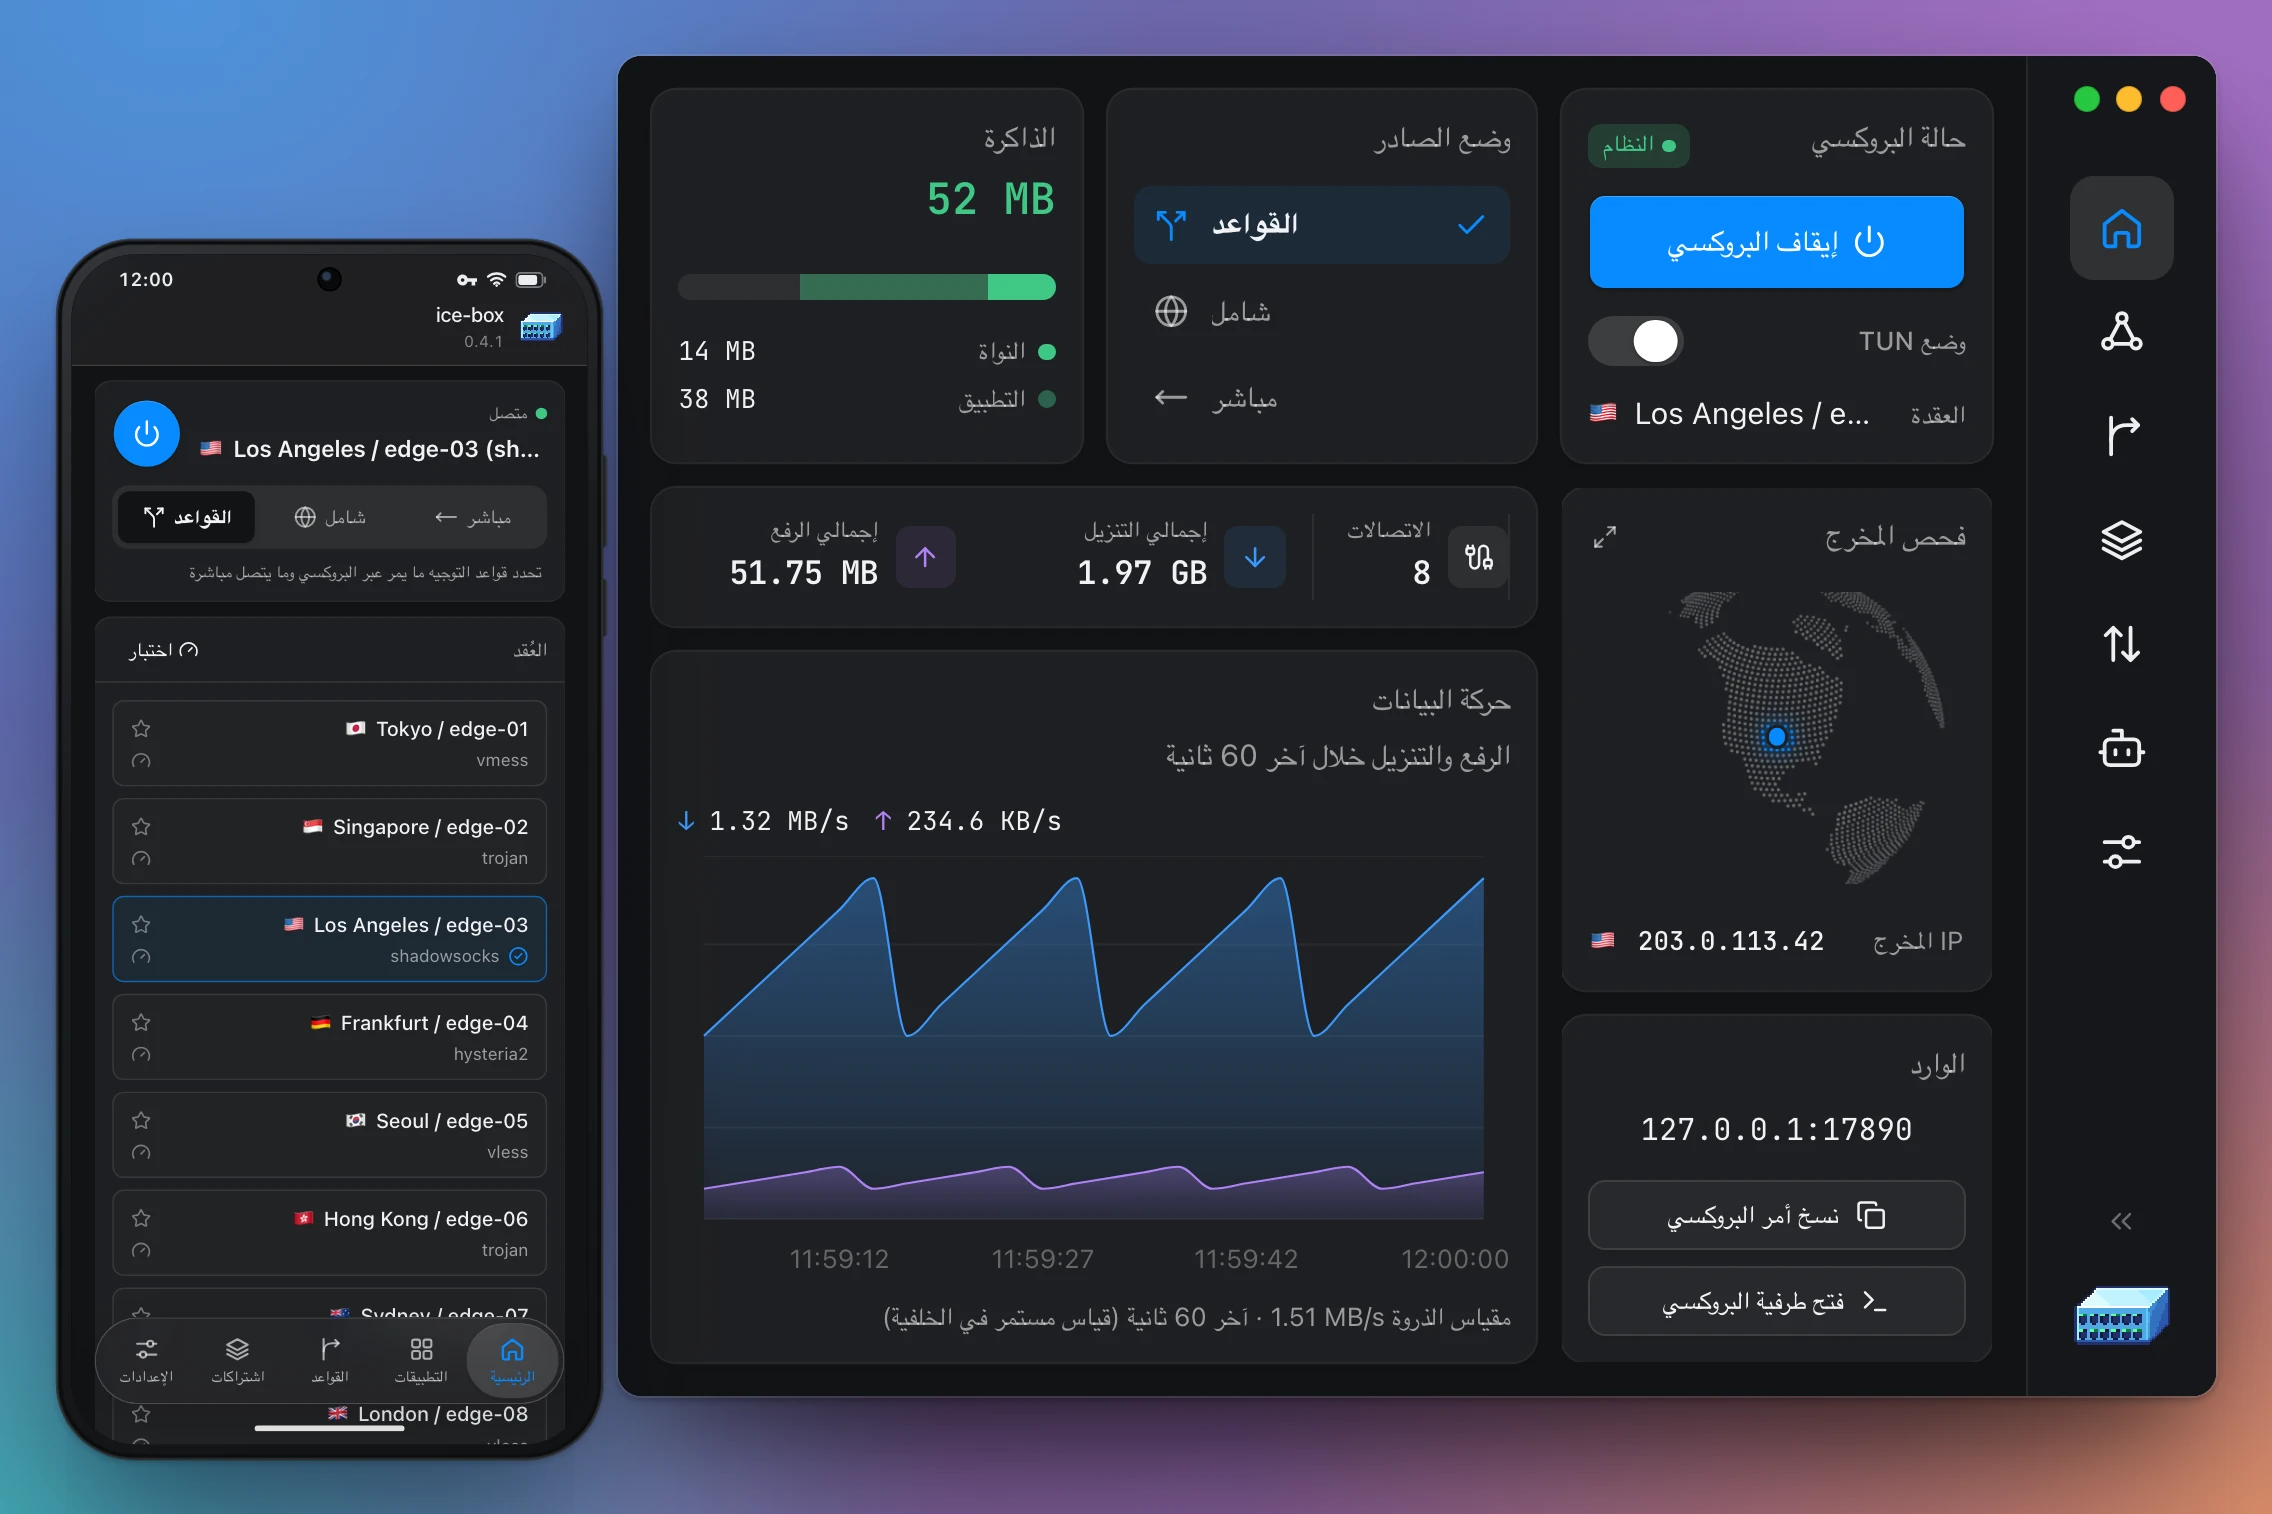 12:00
ice-box
0.4.1
متصل
Los Angeles / edge-03 (sh...
القواعد
شامل
مباشر
تحدد قواعد التوجيه ما يمر عبر البروكسي وما يتصل مباشرة
العُقد
اختبار
Tokyo / edge-01
vmess
Singapore / edge-02
trojan
Los Angeles / edge-03
shadowsocks
Frankfurt / edge-04
hysteria2
Seoul / edge-05
vless
Hong Kong / edge-06
trojan
Sydney / edge-07
الرئيسية
التطبيقات
القواعد
اشتراكات
الإعدادات
London / edge-08
vless
حالة البروكسي
النظام
إيقاف البروكسي
وضع TUN
العقدة
Los Angeles / e...
وضع الصادر
القواعد
شامل
مباشر
الذاكرة
52 MB
النواة
14 MB
التطبيق
38 MB
الاتصالات
8
إجمالي التنزيل
1.97 GB
إجمالي الرفع
51.75 MB
فحص المخرج
IP المخرج
203.0.113.42
حركة البيانات
الرفع والتنزيل خلال آخر 60 ثانية
1.32 MB/s
234.6 KB/s
11:59:12
11:59:27
11:59:42
12:00:00
مقياس الذروة 1.51 MB/s · آخر 60 ثانية (قياس مستمر في الخلفية)
الوارد
127.0.0.1:17890
نسخ أمر البروكسي
فتح طرفية البروكسي